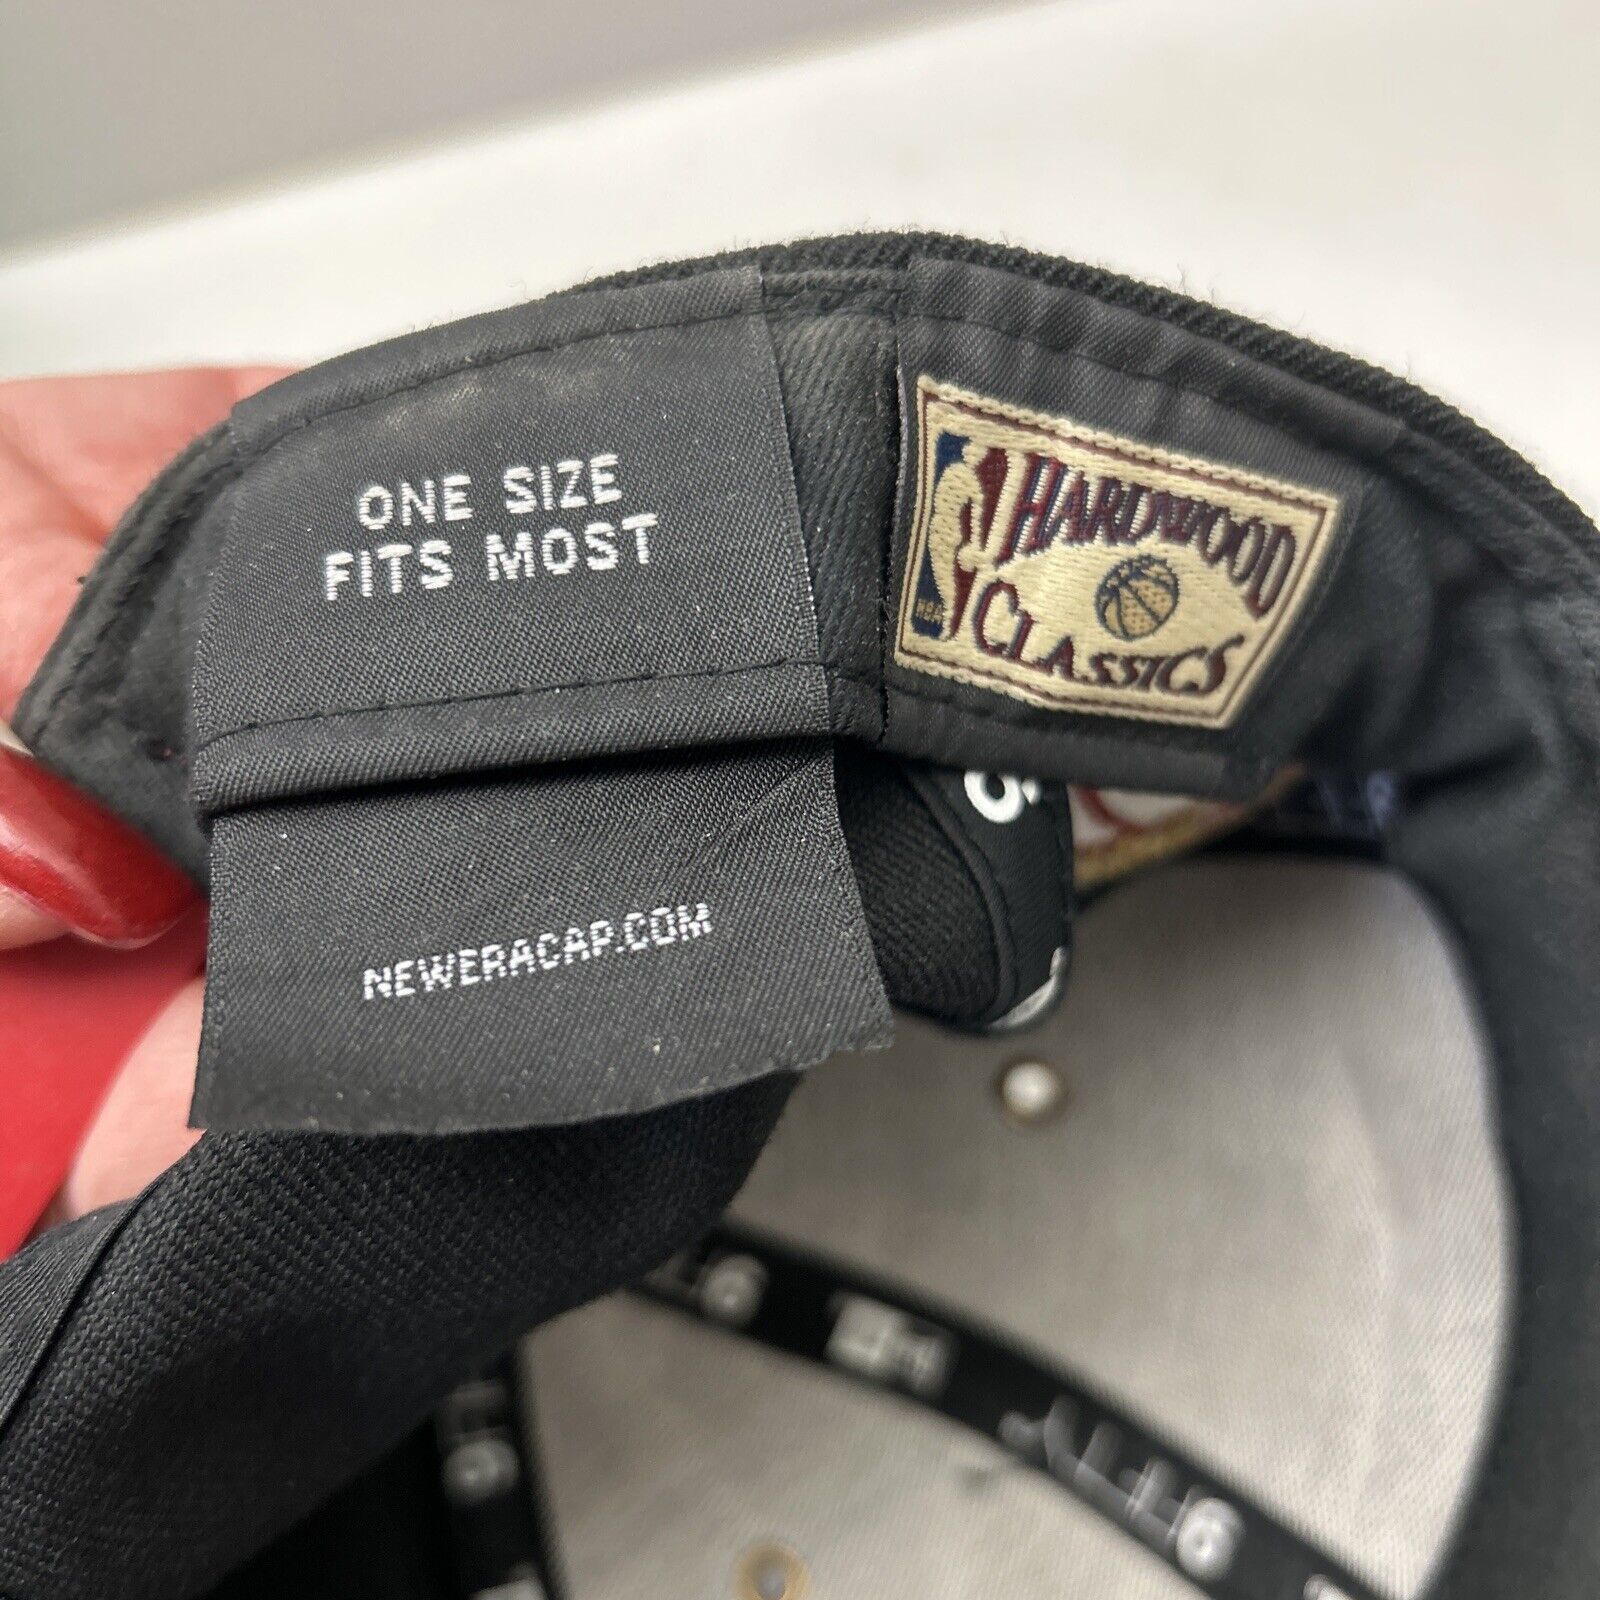 ONE SIZE
FITS MOST
HARDWOOD
CLASSICS
NBA
NEWERACAP.COM